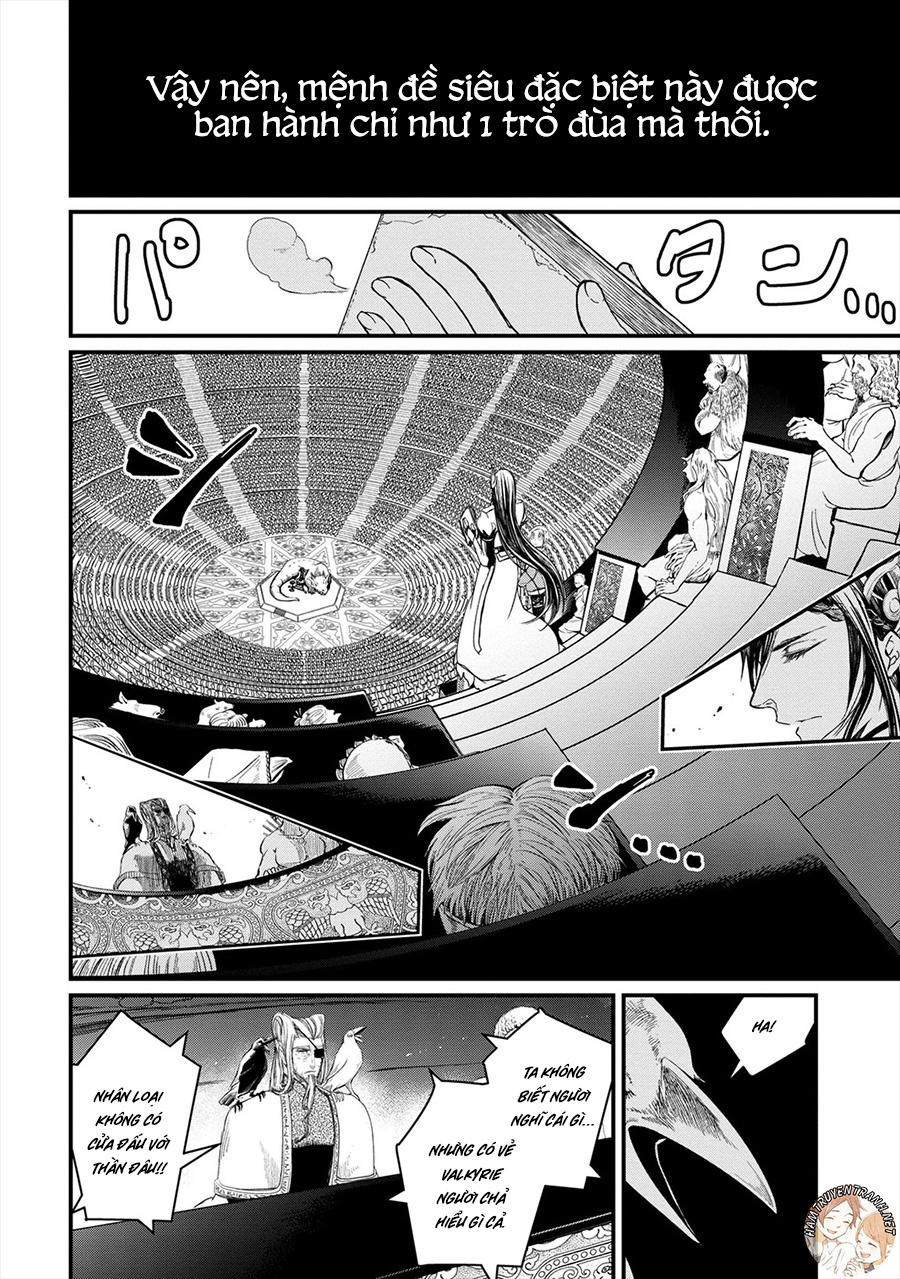 Vậy nên, mệnh đề siêu đặc biệt này được
ban hành chỉ như 1 trò đùa mà thôi.
パタン...
HA!
TA KHÔNG
BIẾT NGƯƠI
NGHĨ CÁI GÌ...
NHƯNG CÓ VẺ
VALKYRIE
NGƯƠI CHẢ
HIỂU GÌ CẢ.
NHÂN LOẠI
KHÔNG CÓ
CỬA ĐẤU VỚI
THẦN ĐÂU!!
HAMTRUYENTRANH.NET